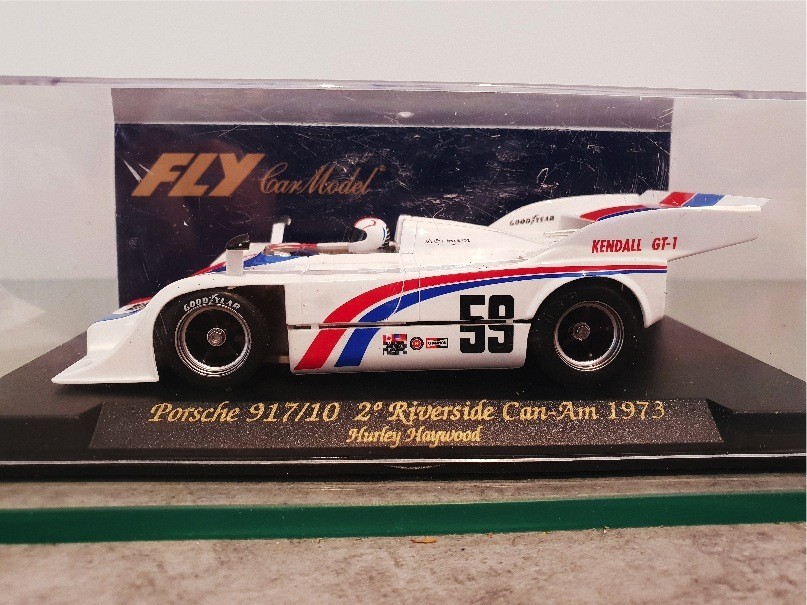 FLY Car Model
GOODYEAR
KENDALL GT-1
GOODYEAR
59
Porsche 917/10 2º Riverside Can-Am 1973
Hurley Haywood